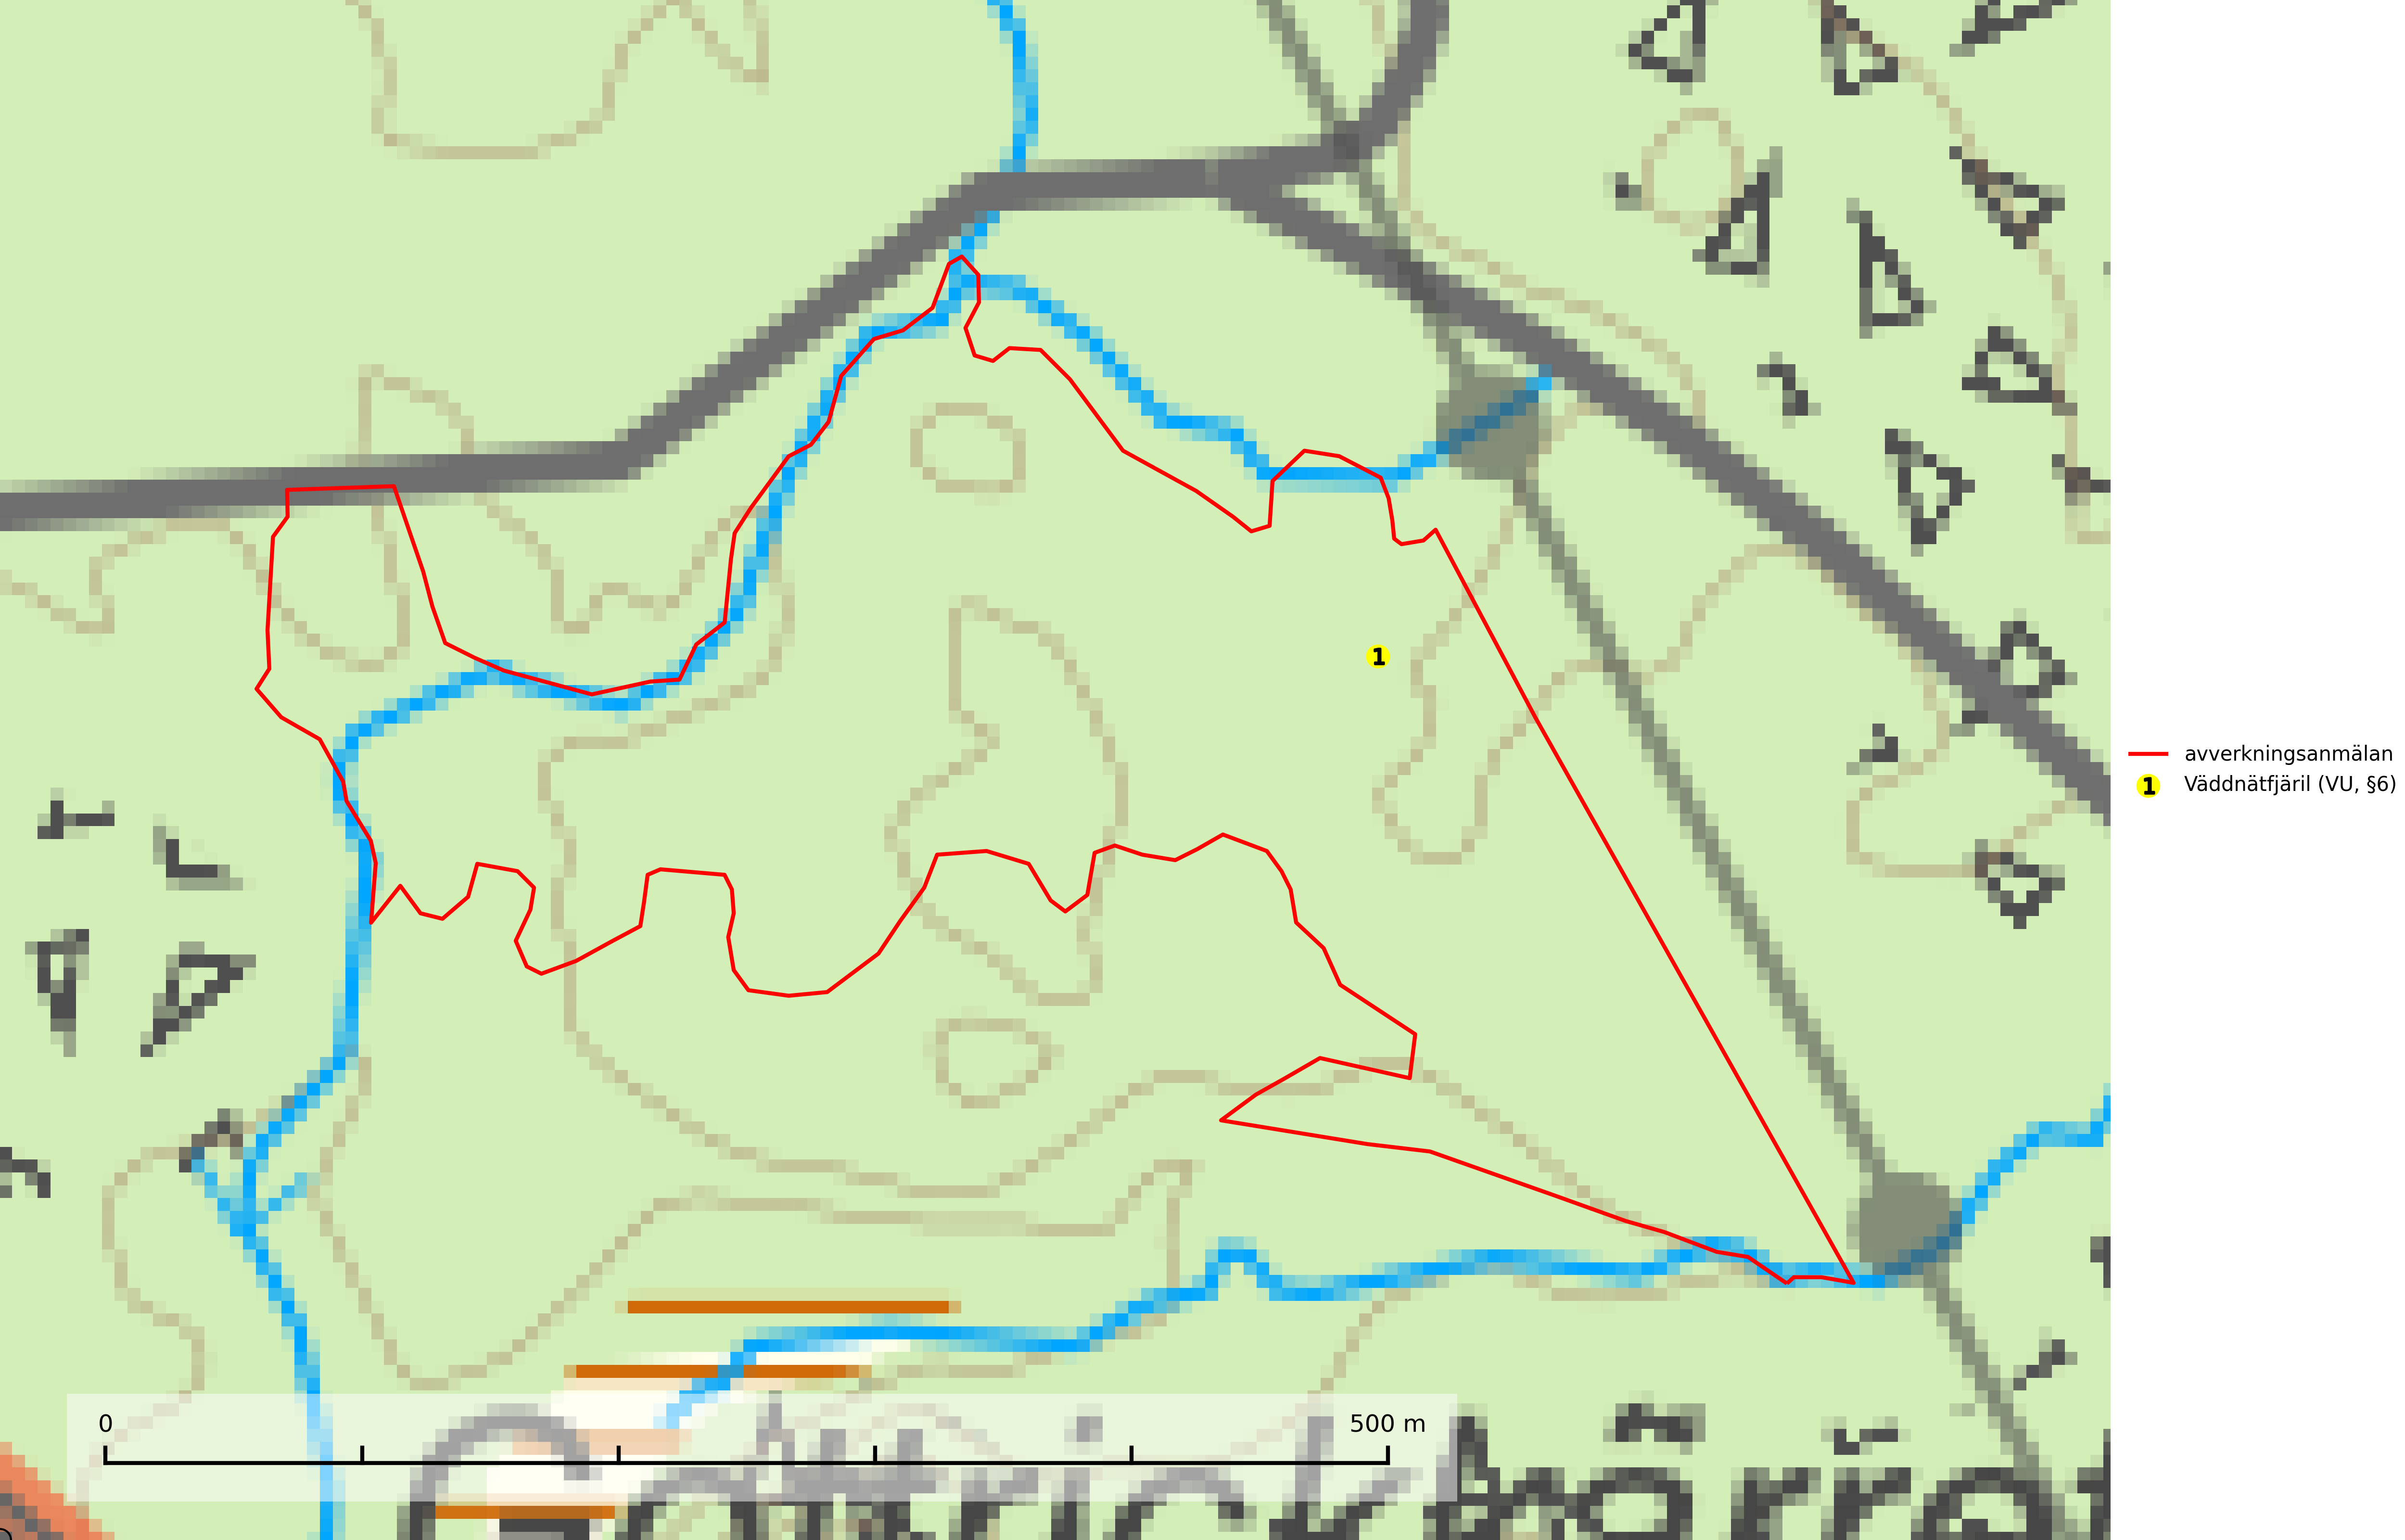 1
avverkningsanmälan
1 Väddnätfjäril (VU, §6)
0 500 m